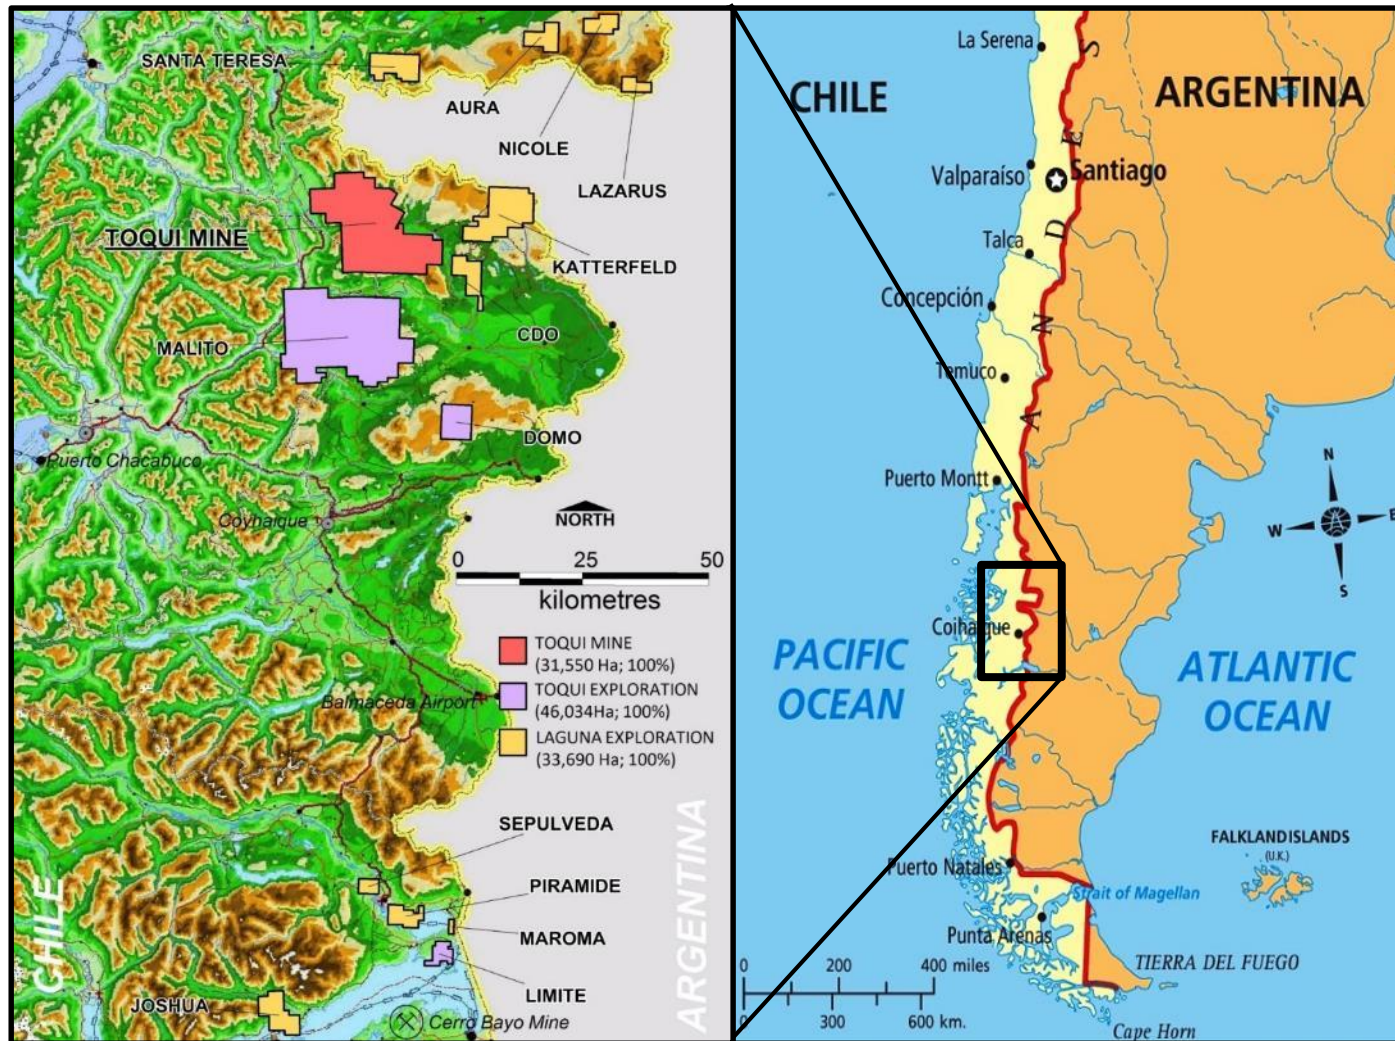 SANTA TERESA
AURA
NICOLE
LAZARUS
TOQUI MINE
KATTERFELD
CDO
MALITO
DOMO
Puerto Chacabuco
Coyhaique
NORTH
0 25 50
kilometres
TOQUI MINE
(31,550 Ha; 100%)
TOQUI EXPLORATION
(46,034Ha; 100%)
LAGUNA EXPLORATION
(33,690 Ha; 100%)
Balmaceda Airport
SEPULVEDA
PIRAMIDE
MAROMA
LIMITE
JOSHUA
Cerro Bayo Mine
CHILE
ARGENTINA
La Serena
CHILE
ARGENTINA
ANDES
Valparaíso
Santiago
Talca
Concepción
Temuco
Puerto Montt
N
W E
S
Coihaique
PACIFIC
OCEAN
ATLANTIC
OCEAN
FALKLAND ISLANDS
(U.K.)
Puerto Natales
Strait of Magellan
Punta Arenas
TIERRA DEL FUEGO
Cape Horn
0 200 400 miles
0 300 600 km.